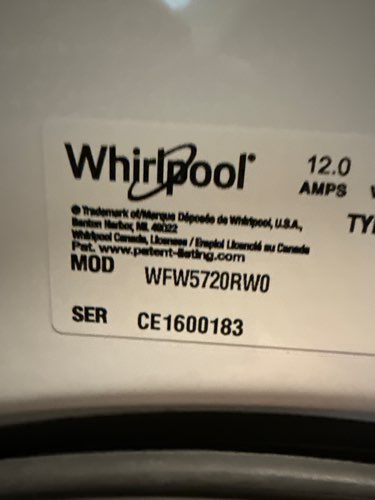 Whirlpool®
12.0
AMPS
TY
® Trademark of/Marque Déposée de Whirlpool, U.S.A.,
Benton Harbor, MI. 49022
Whirlpool Canada, Licensee / Emploi Licencié au Canada
Pat. www.patent-listing.com
MOD WFW5720RW0
SER CE1600183